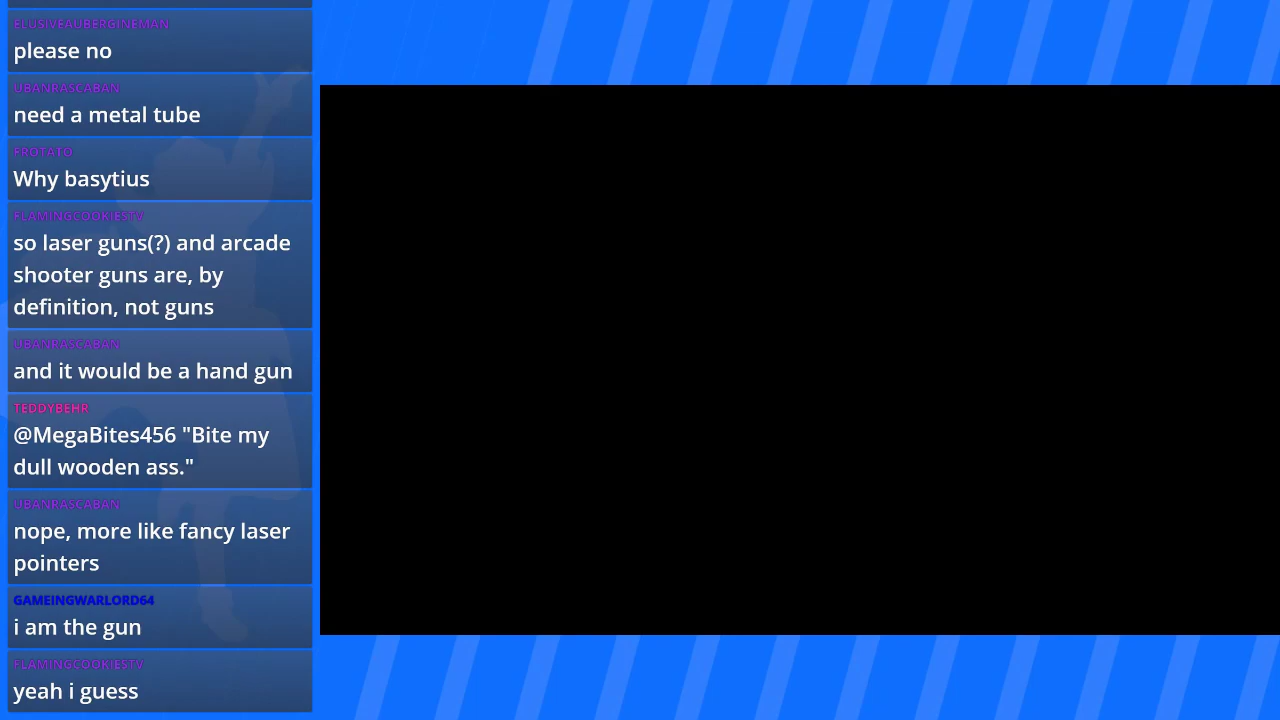 ELUSIVEAUBERGINEMAN
please no
UBANRASCABAN
need a metal tube
FROTATO
Why basytius
FLAMINGCOOKIESTV
so laser guns(?) and arcade
shooter guns are, by
definition, not guns
UBANRASCABAN
and it would be a hand gun
TEDDYBEHR
@MegaBites456 "Bite my
dull wooden ass."
UBANRASCABAN
nope, more like fancy laser
pointers
GAMEINGWARLORD64
i am the gun
FLAMINGCOOKIESTV
yeah i guess